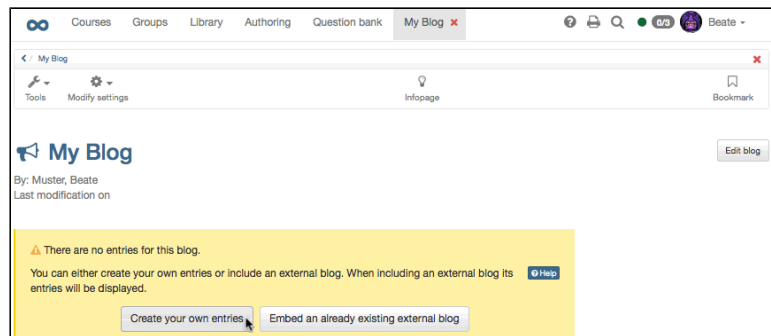 Courses Groups Library Authoring Question bank My Blog 0/3 Beate
/ My Blog
Tools Modify settings Infopage Bookmark
My Blog Edit blog
By: Muster, Beate
Last modification on
There are no entries for this blog.
You can either create your own entries or include an external blog. When including an external blog its Help
entries will be displayed.
Create your own entries Embed an already existing external blog